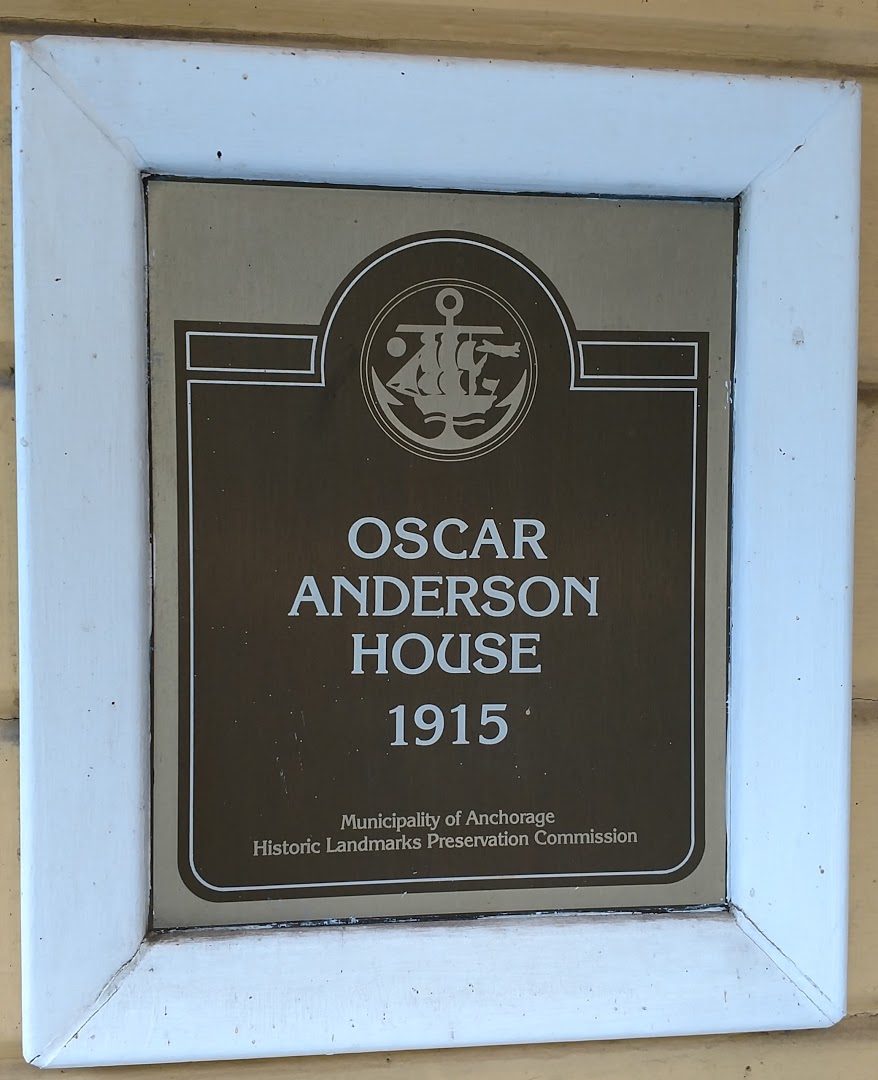 OSCAR
ANDERSON
HOUSE
1915
Municipality of Anchorage
Historic Landmarks Preservation Commission